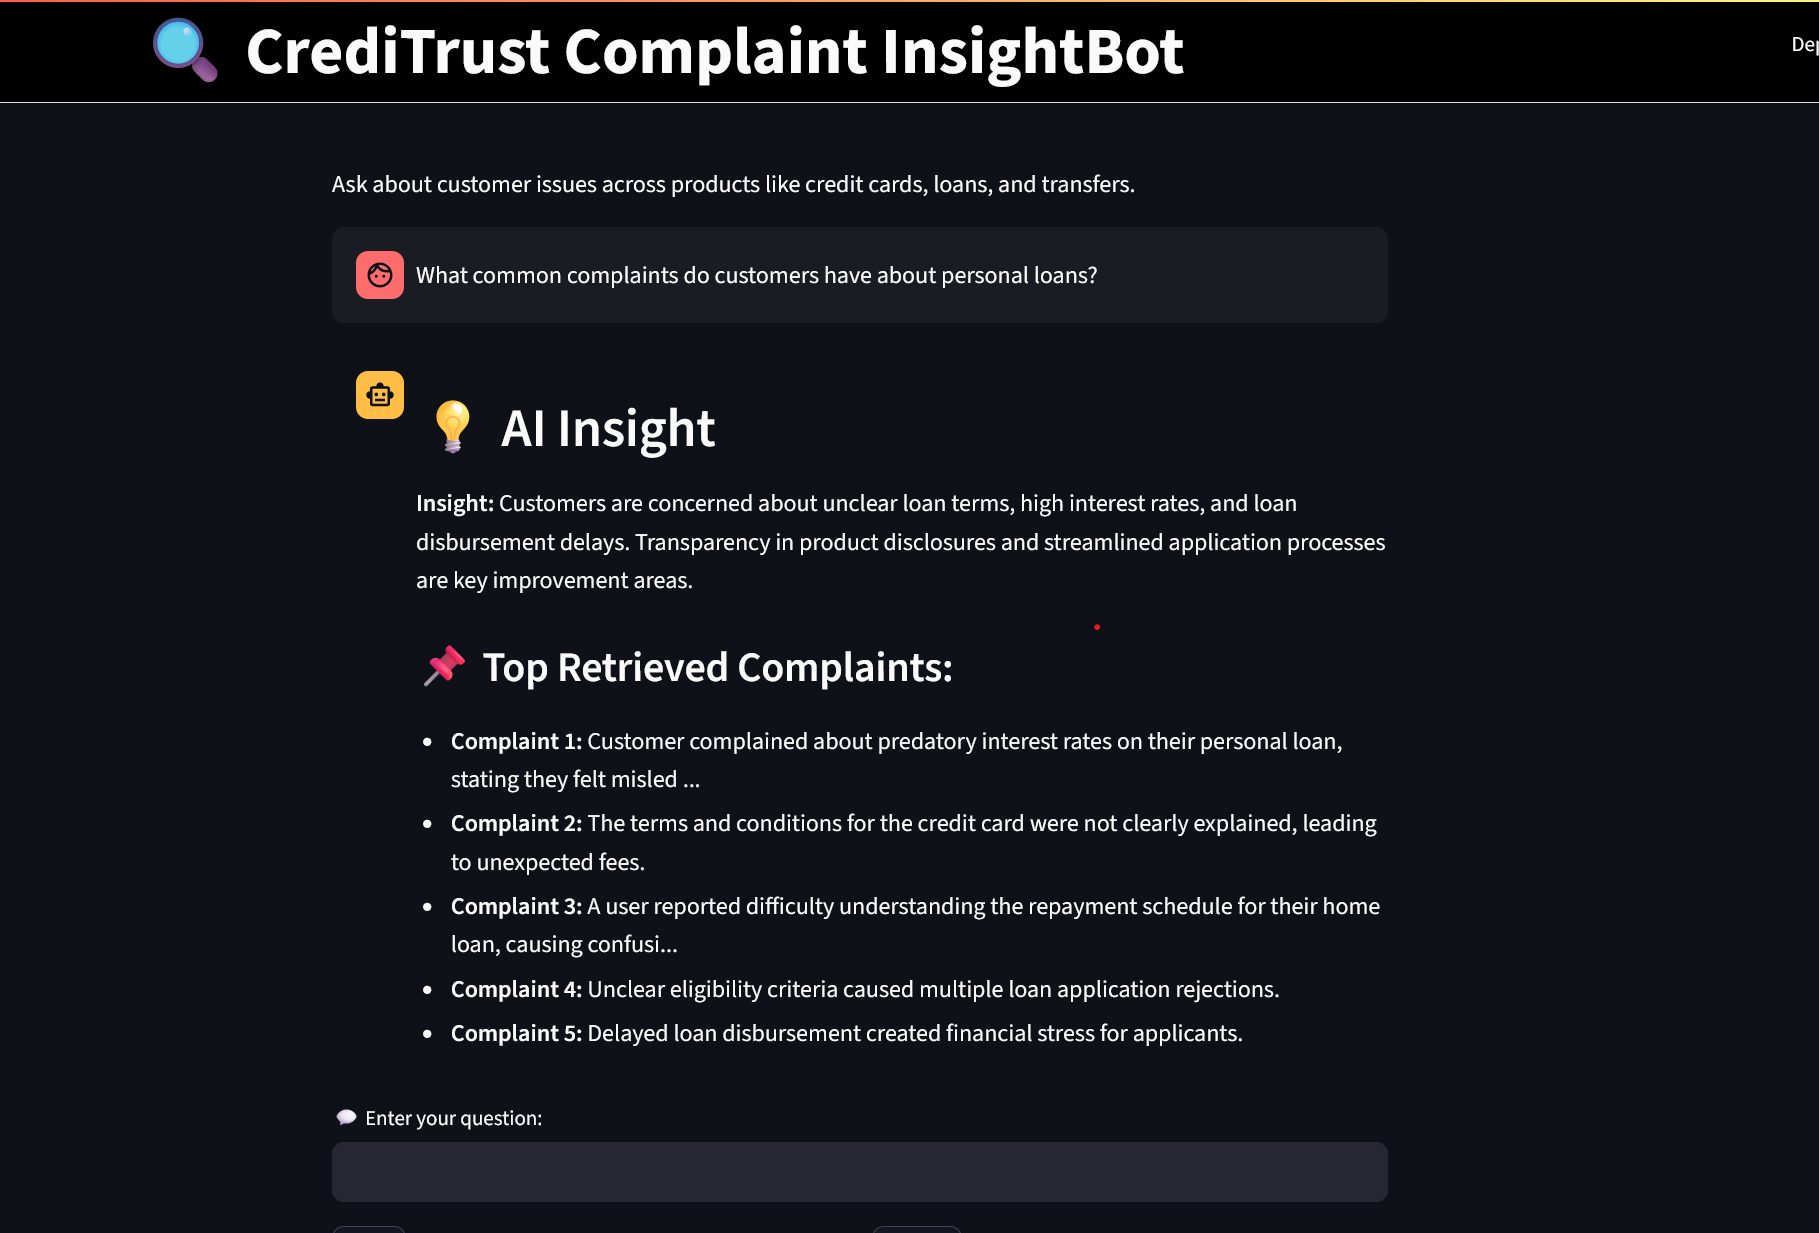 CrediTrust Complaint InsightBot
Ask about customer issues across products like credit cards, loans, and transfers.
What common complaints do customers have about personal loans?
AI Insight
Insight: Customers are concerned about unclear loan terms, high interest rates, and loan
disbursement delays. Transparency in product disclosures and streamlined application processes
are key improvement areas.
Top Retrieved Complaints:
Complaint 1: Customer complained about predatory interest rates on their personal loan,
stating they felt misled ...
Complaint 2: The terms and conditions for the credit card were not clearly explained, leading
to unexpected fees.
Complaint 3: A user reported difficulty understanding the repayment schedule for their home
loan, causing confusi...
Complaint 4: Unclear eligibility criteria caused multiple loan application rejections.
Complaint 5: Delayed loan disbursement created financial stress for applicants.
Enter your question: